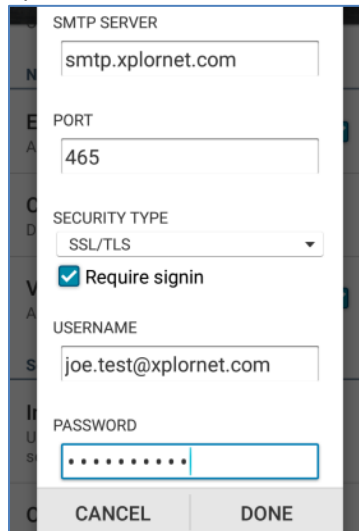 SMTP SERVER
smtp.xplornet.com
PORT
465
SECURITY TYPE
SSL/TLS
Require signin
USERNAME
joe.test@xplornet.com
PASSWORD
••••••••••
CANCEL
DONE